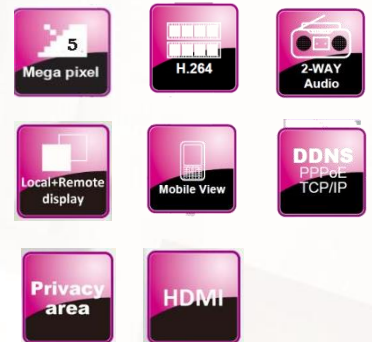 5
Mega pixel
H.264
2-WAY
Audio
Local+Remote
display
Mobile View
DDNS
PPPoE
TCP/IP
Privacy
area
HDMI